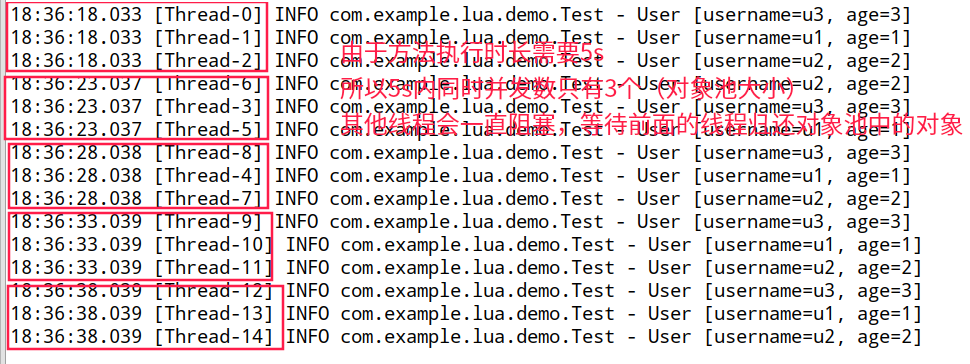 18:36:18.033 [Thread-0] INFO com.example.lua.demo.Test - User [username=u3, age=3]
18:36:18.033 [Thread-1] INFO com.example.lua.demo.Test - User [username=u1, age=1]
由于方法执行时长需要5s
18:36:18.033 [Thread-2] INFO com.example.lua.demo.Test - User [username=u2, age=2]
18:36:23.037 [Thread-6] INFO com.example.lua.demo.Test - User [username=u2, age=2]
所以5s内同时并发数只有3个（对象池大小）
18:36:23.037 [Thread-3] INFO com.example.lua.demo.Test - User [username=u3, age=3]
其他线程会一直阻塞，等待前面的线程归还对象池中的对象
18:36:23.037 [Thread-5] INFO com.example.lua.demo.Test - User [username=u1, age=1]
18:36:28.038 [Thread-8] INFO com.example.lua.demo.Test - User [username=u3, age=3]
18:36:28.038 [Thread-4] INFO com.example.lua.demo.Test - User [username=u1, age=1]
18:36:28.038 [Thread-7] INFO com.example.lua.demo.Test - User [username=u2, age=2]
18:36:33.039 [Thread-9] INFO com.example.lua.demo.Test - User [username=u3, age=3]
18:36:33.039 [Thread-10] INFO com.example.lua.demo.Test - User [username=u1, age=1]
18:36:33.039 [Thread-11] INFO com.example.lua.demo.Test - User [username=u2, age=2]
18:36:38.039 [Thread-12] INFO com.example.lua.demo.Test - User [username=u3, age=3]
18:36:38.039 [Thread-13] INFO com.example.lua.demo.Test - User [username=u1, age=1]
18:36:38.039 [Thread-14] INFO com.example.lua.demo.Test - User [username=u2, age=2]